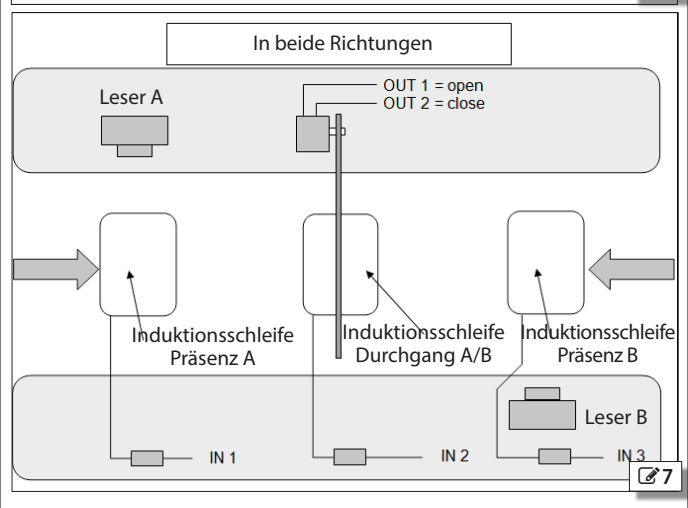 In beide Richtungen
OUT 1 = open
OUT 2 = close
Leser A
Induktionsschleife
Präsenz A
Induktionsschleife
Durchgang A/B
Induktionsschleife
Präsenz B
Leser B
IN 1
IN 2
IN 3
7